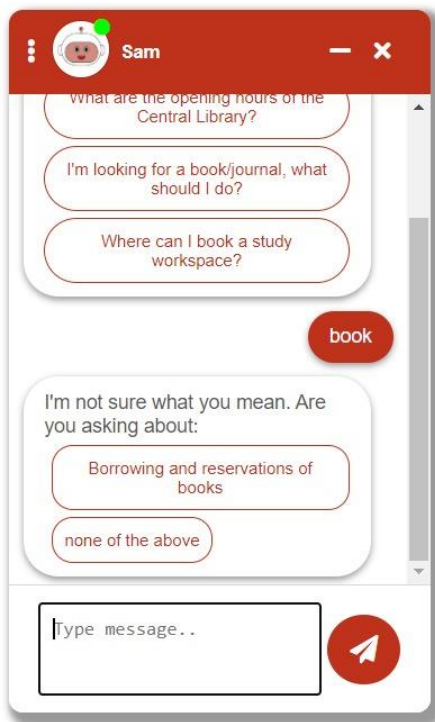 Sam
What are the opening hours of the
Central Library?
I'm looking for a book/journal, what
should I do?
Where can I book a study
workspace?
book
I'm not sure what you mean. Are
you asking about:
Borrowing and reservations of
books
none of the above
Type message..